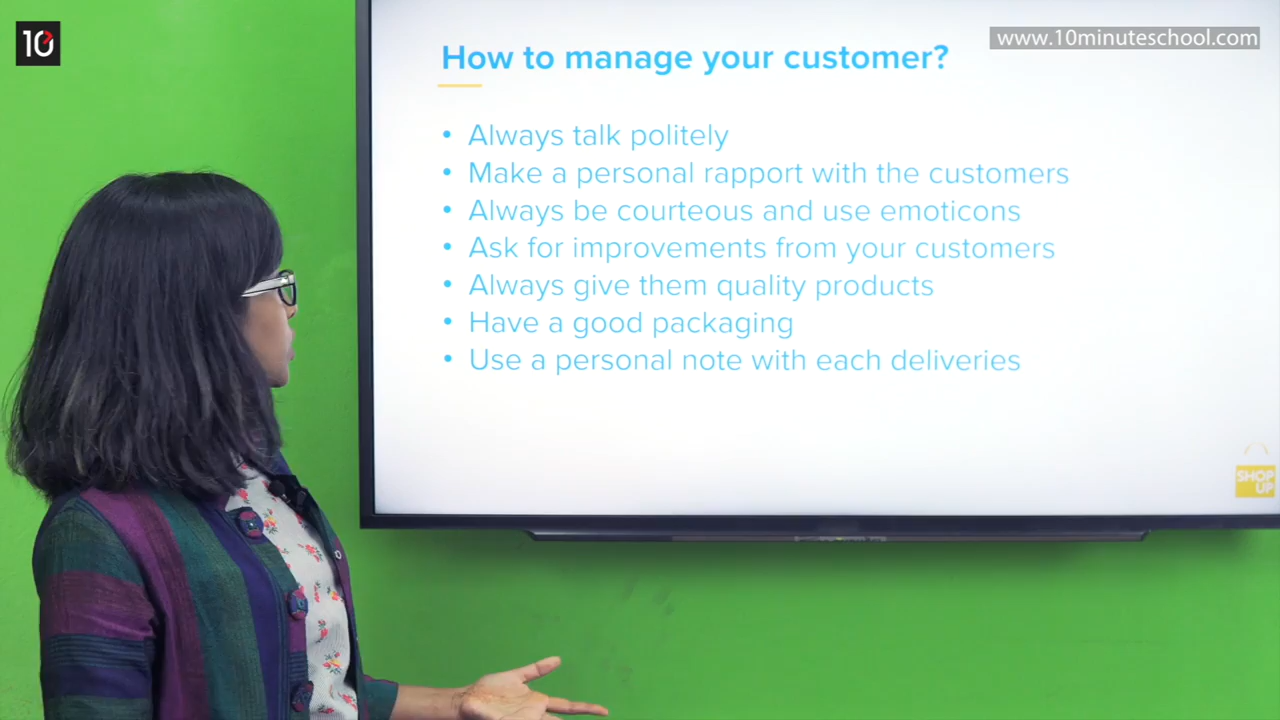 10
www.10minuteschool.com
How to manage your customer?
• Always talk politely
• Make a personal rapport with the customers
• Always be courteous and use emoticons
• Ask for improvements from your customers
• Always give them quality products
• Have a good packaging
• Use a personal note with each deliveries
SHOP
UP